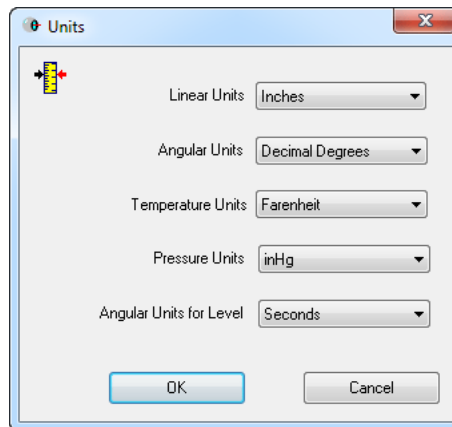 Units
Linear Units Inches
Angular Units Decimal Degrees
Temperature Units Farenheit
Pressure Units inHg
Angular Units for Level Seconds
OK Cancel